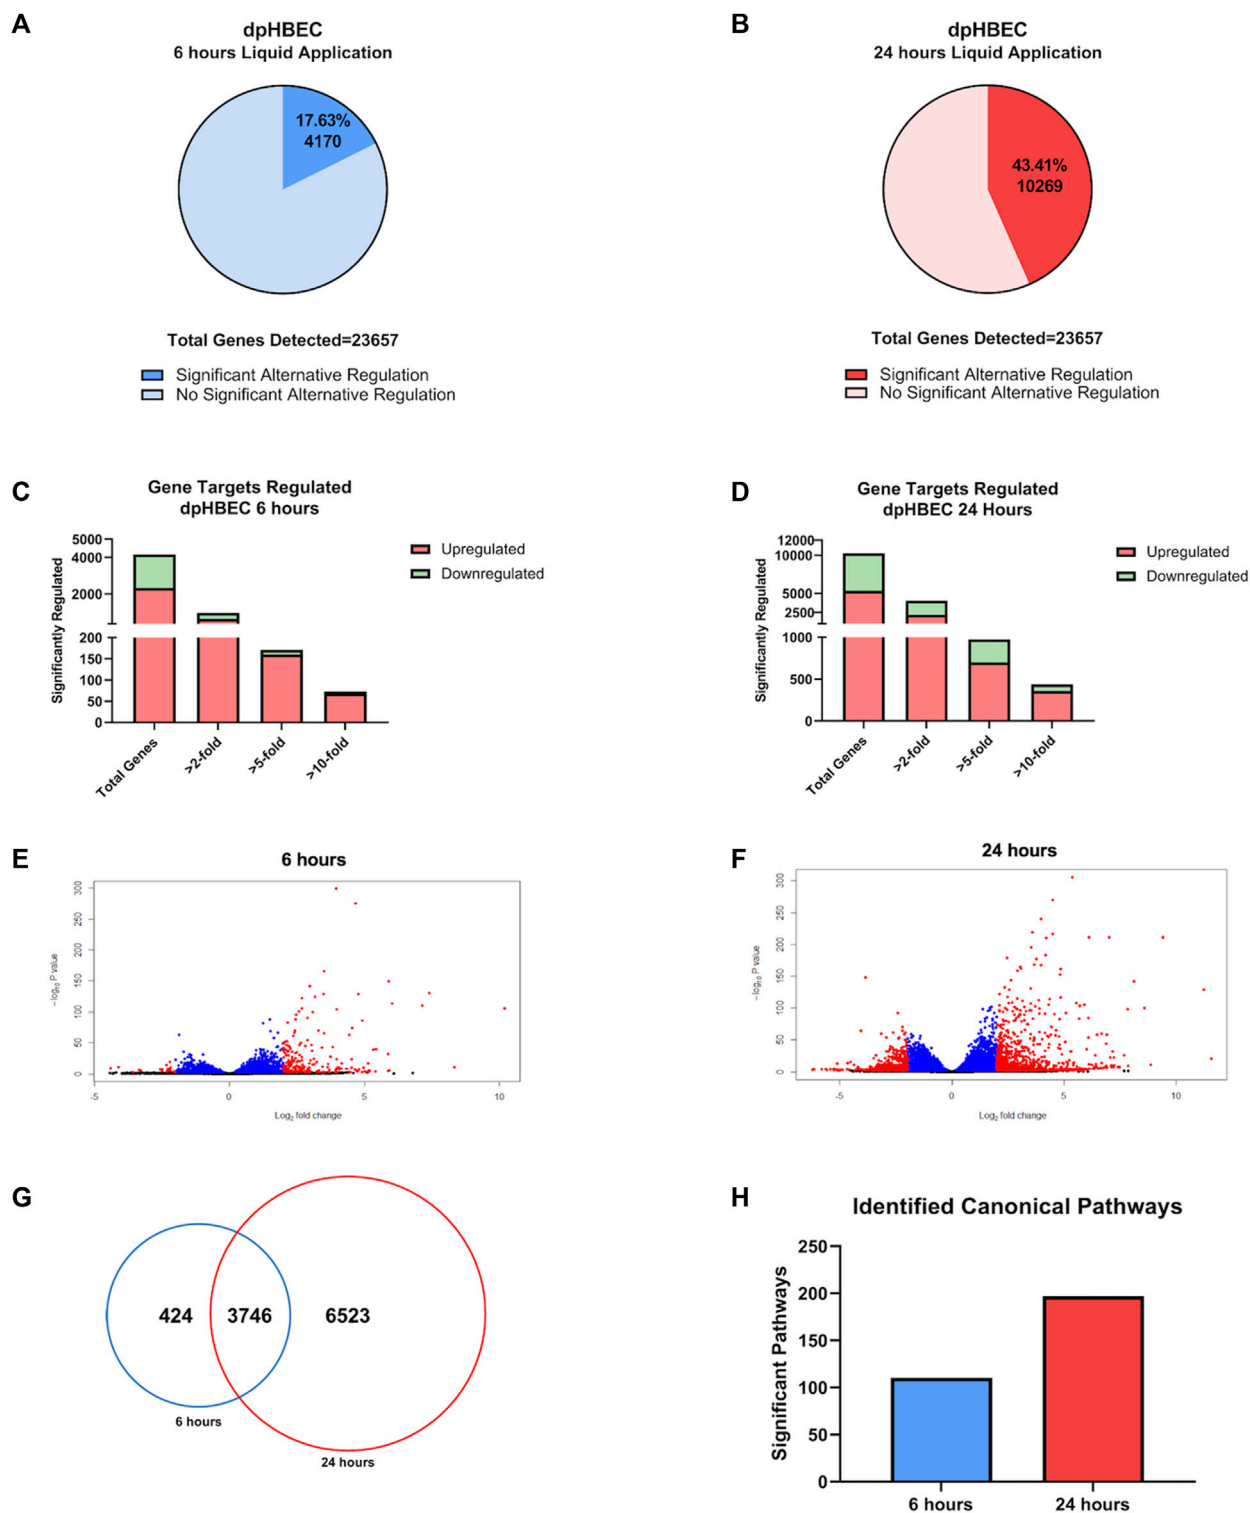 A
dpHBEC
6 hours Liquid Application
17.63%
4170
Total Genes Detected=23657
Significant Alternative Regulation
No Significant Alternative Regulation
B
dpHBEC
24 hours Liquid Application
43.41%
10269
Total Genes Detected=23657
Significant Alternative Regulation
No Significant Alternative Regulation
C
Gene Targets Regulated
dpHBEC 6 hours
Significantly Regulated
5000
4000
2000
200
150
100
50
0
Total Genes
>2-fold
>5-fold
>10-fold
Upregulated
Downregulated
D
Gene Targets Regulated
dpHBEC 24 Hours
Significantly Regulated
12000
10000
5000
2500
1000
500
0
Total Genes
>2-fold
>5-fold
>10-fold
Upregulated
Downregulated
E
6 hours
-log10 P value
300
250
200
150
100
50
0
-5
0
5
10
Log2 fold change
F
24 hours
-log10 P value
300
250
200
150
100
50
0
-5
0
5
10
Log2 fold change
G
424
3746
6523
6 hours
24 hours
H
Identified Canonical Pathways
Significant Pathways
250
200
150
100
50
0
6 hours
24 hours